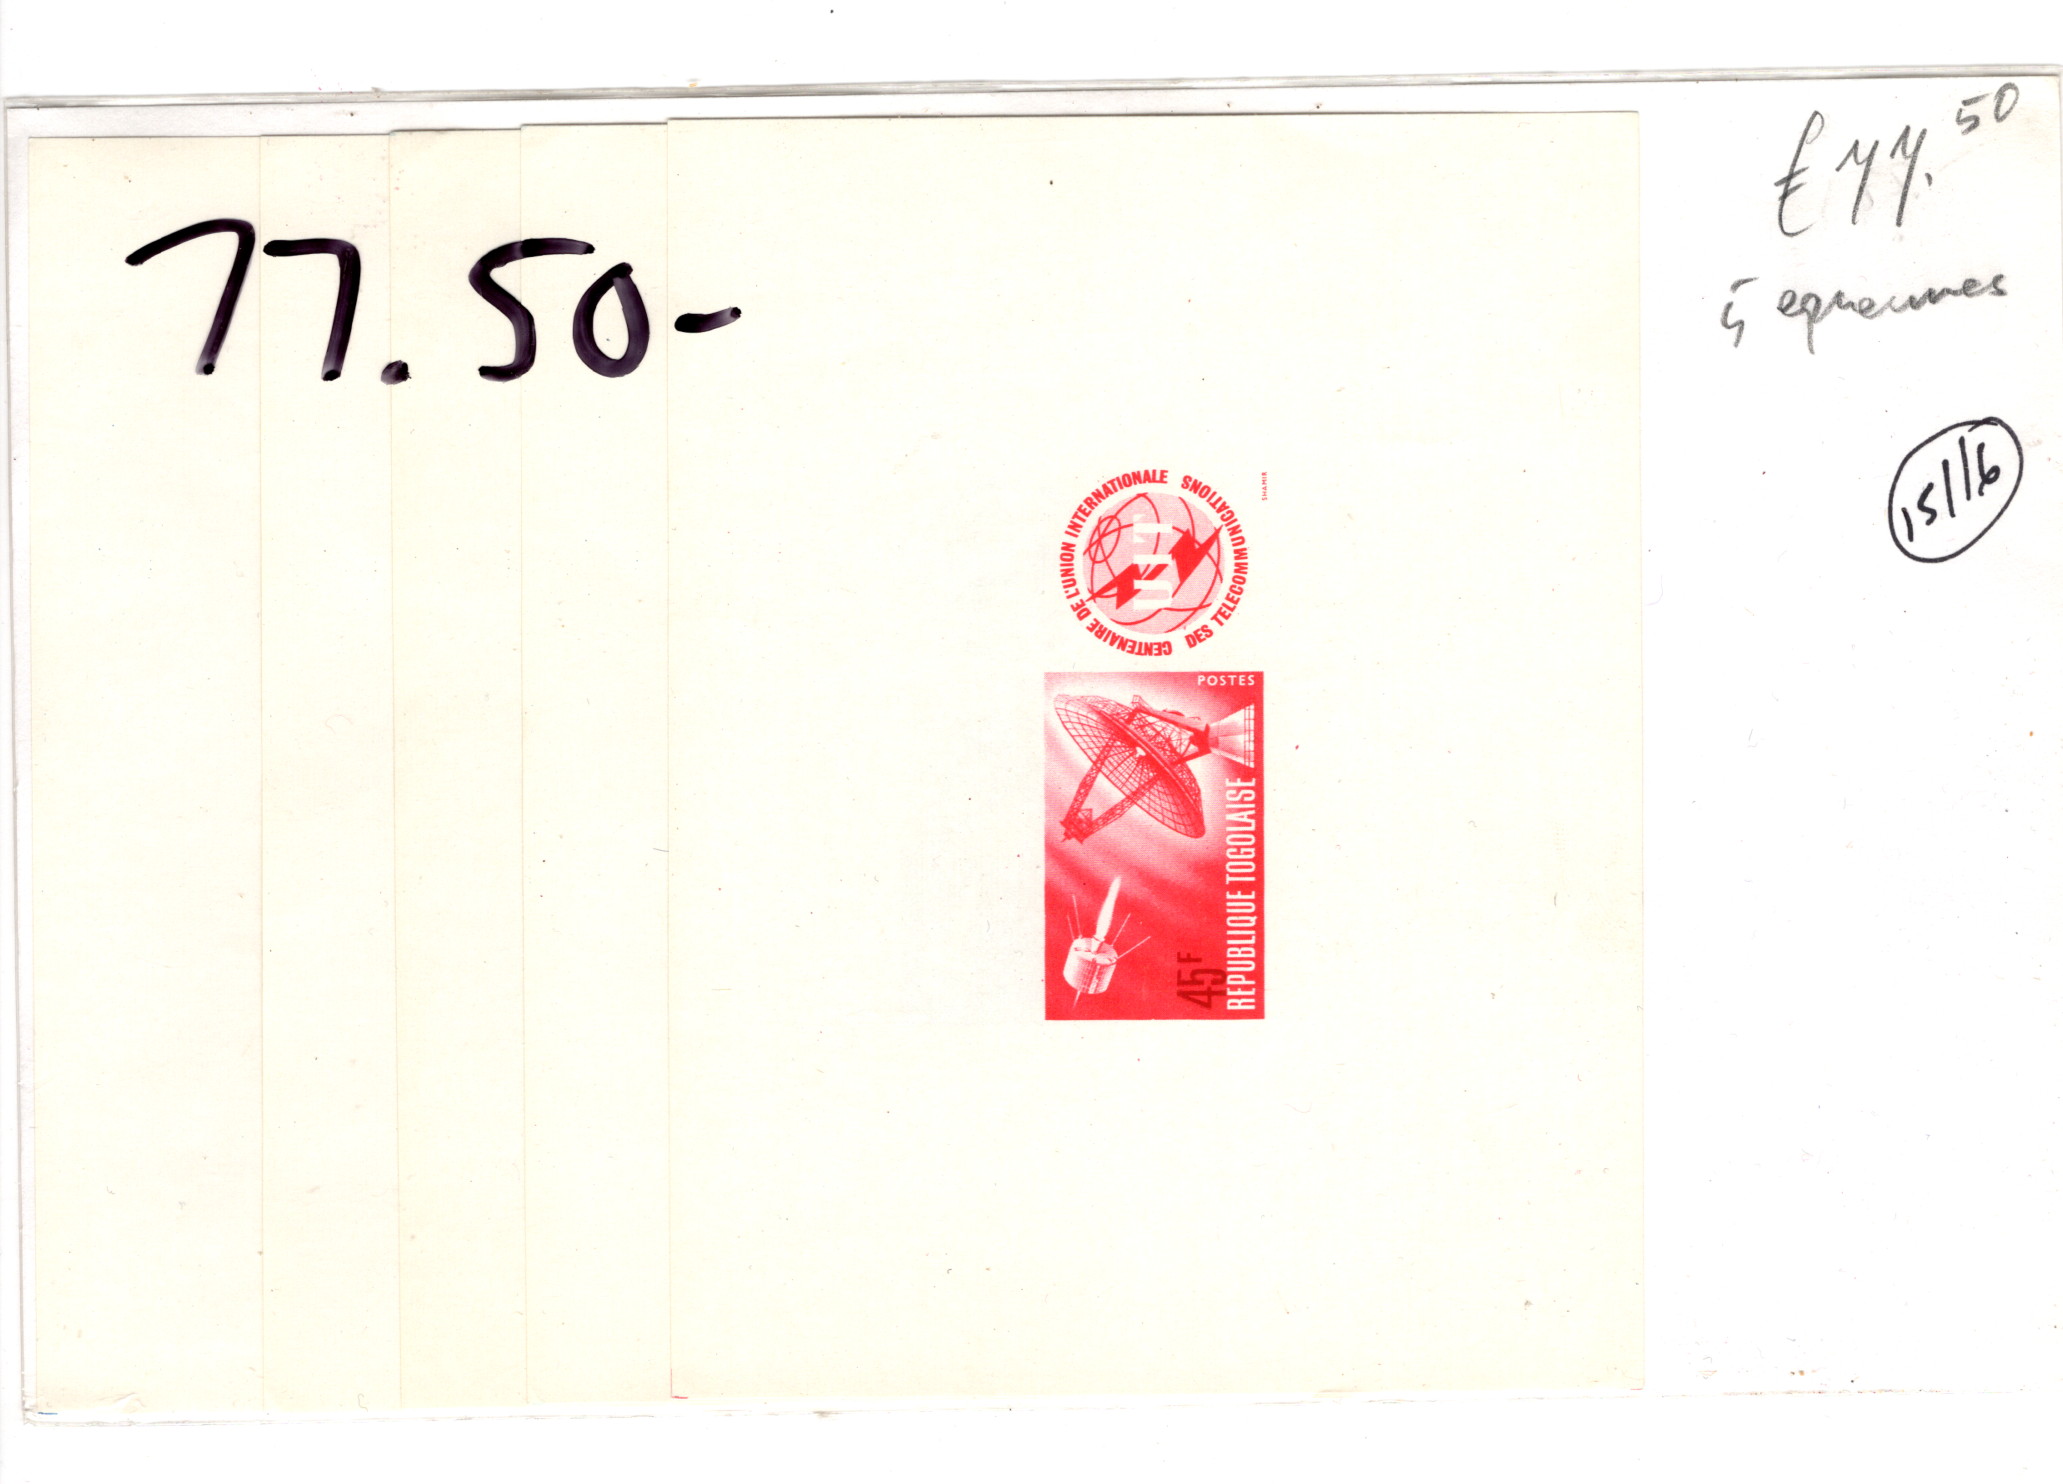 77.50-
£ 77.50
5 epreuves
15/16
CENTENAIRE DE L'UNION INTERNATIONALE
DES TELECOMMUNICATIONS
UIT
SHAMIR
POSTES
45F
REPUBLIQUE TOGOLAISE